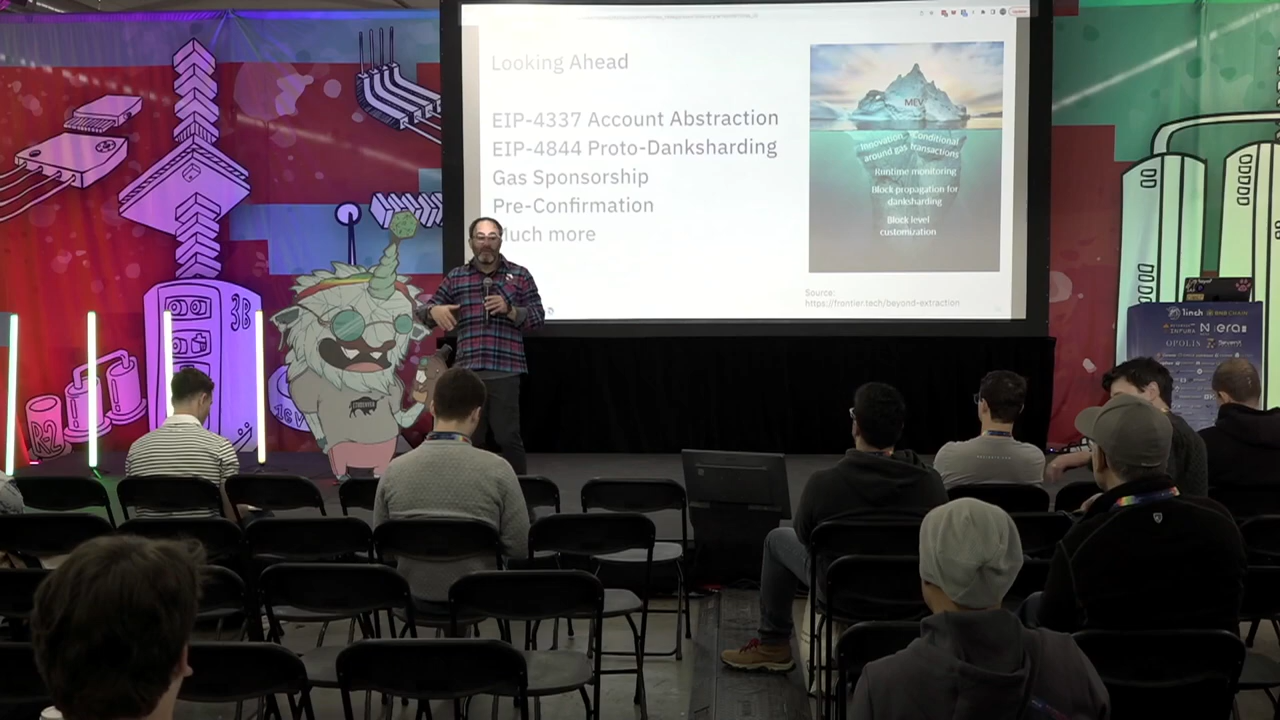 Looking Ahead
EIP-4337 Account Abstraction
EIP-4844 Proto-Danksharding
Gas Sponsorship
Pre-Confirmation
Much more
MEV
Innovation Conditional
around gas transactions
Runtime monitoring
Block propagation for
danksharding
Block level
customization
Source:
https://frontier.tech/beyond-extraction
R-2
1inch
INFURA
OPOLIS